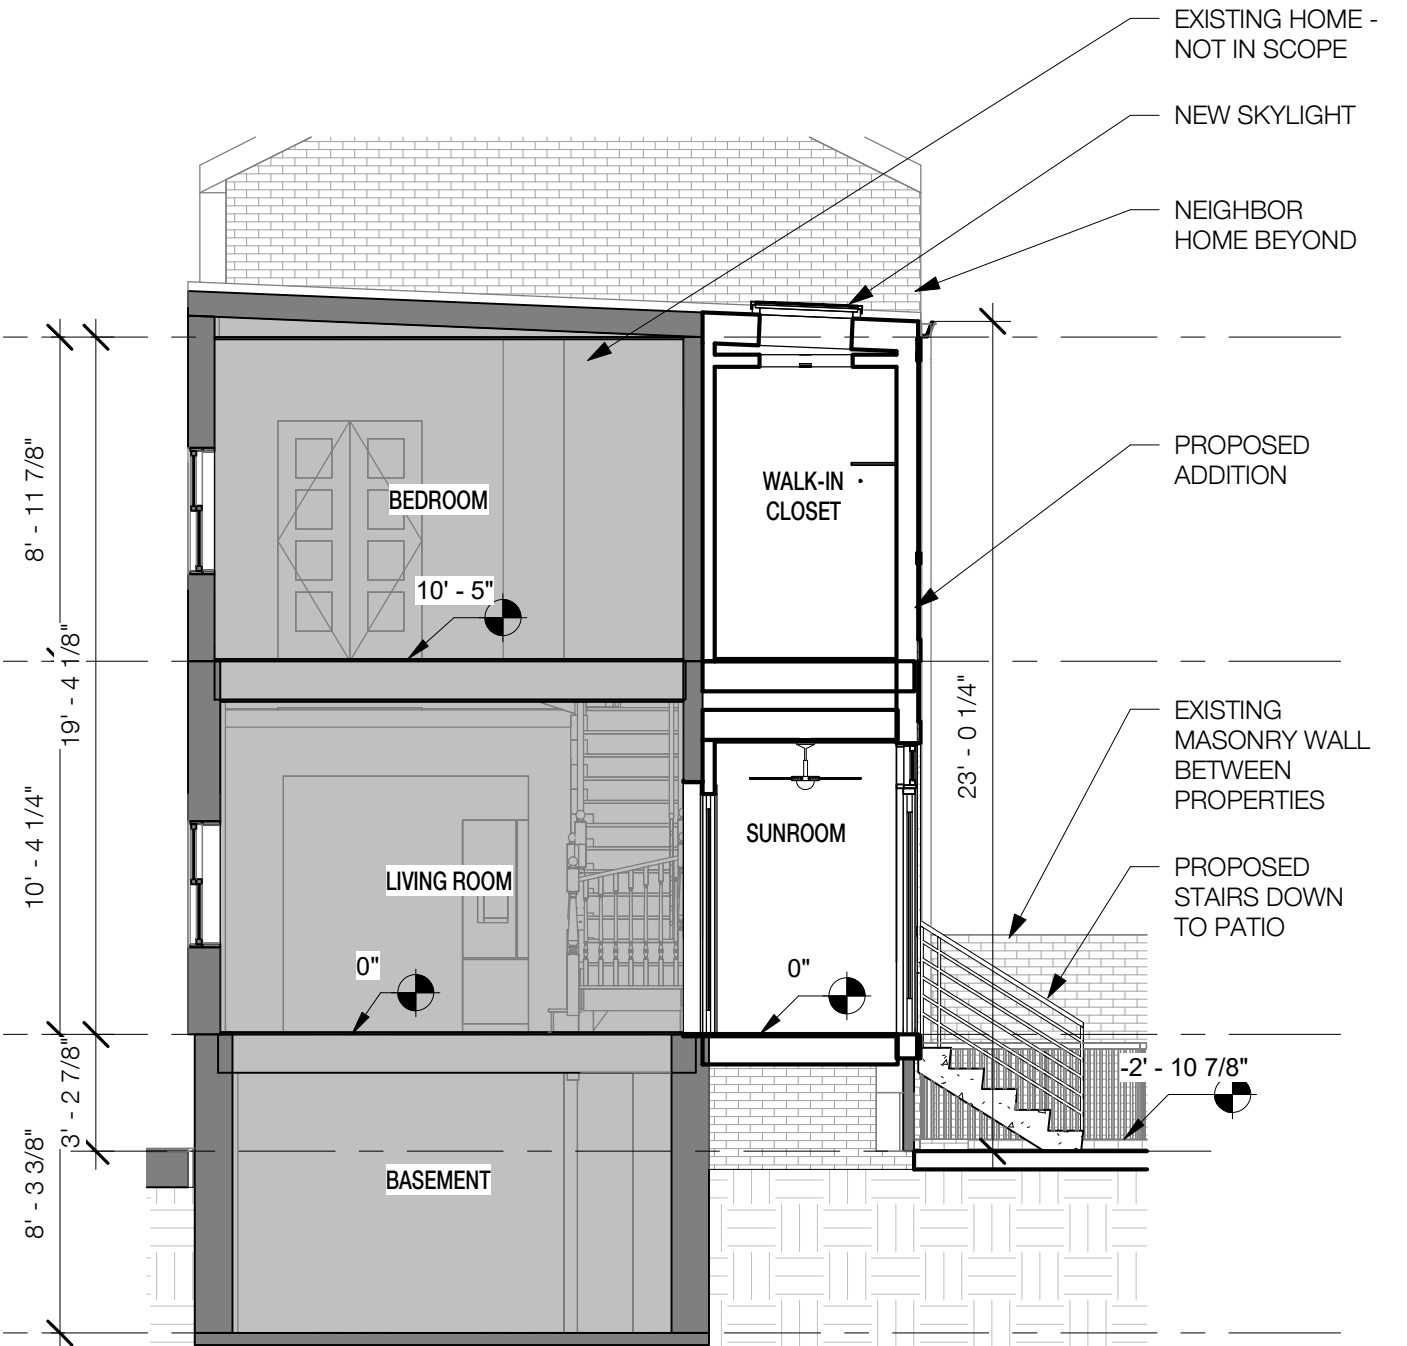 EXISTING HOME -
NOT IN SCOPE
NEW SKYLIGHT
NEIGHBOR
HOME BEYOND
PROPOSED
ADDITION
EXISTING
MASONRY WALL
BETWEEN
PROPERTIES
PROPOSED
STAIRS DOWN
TO PATIO
8' - 11 7/8"
19' - 4 1/8"
10' - 4 1/4"
3' - 2 7/8"
8' - 3 3/8"
23' - 0 1/4"
BEDROOM
10' - 5"
WALK-IN
CLOSET
LIVING ROOM
0"
SUNROOM
0"
-2' - 10 7/8"
BASEMENT